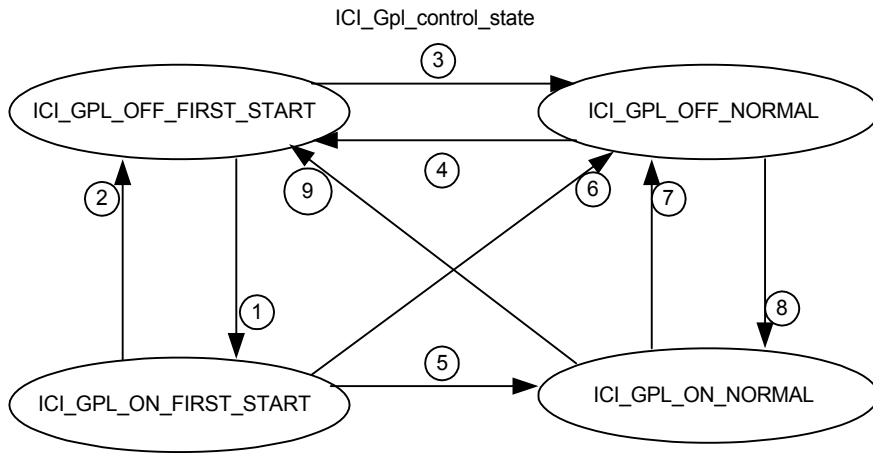 ICI_Gpl_control_state
3
ICI_GPL_OFF_FIRST_START
ICI_GPL_OFF_NORMAL
4
2
9
6
7
1
8
5
ICI_GPL_ON_FIRST_START
ICI_GPL_ON_NORMAL